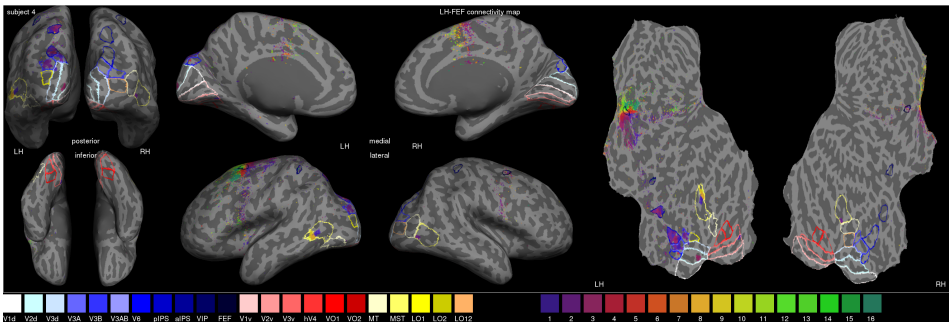 subject 4
LH-FEF connectivity map
posterior
LH RH
inferior
LH medial RH
lateral
LH RH
V1d V2d V3d V3A V3B V3AB V6 pIPS aIPS VIP FEF V1v V2v V3v hV4 VO1 VO2 MT MST LO1 LO2 LO12 1 2 3 4 5 6 7 8 9 10 11 12 13 14 15